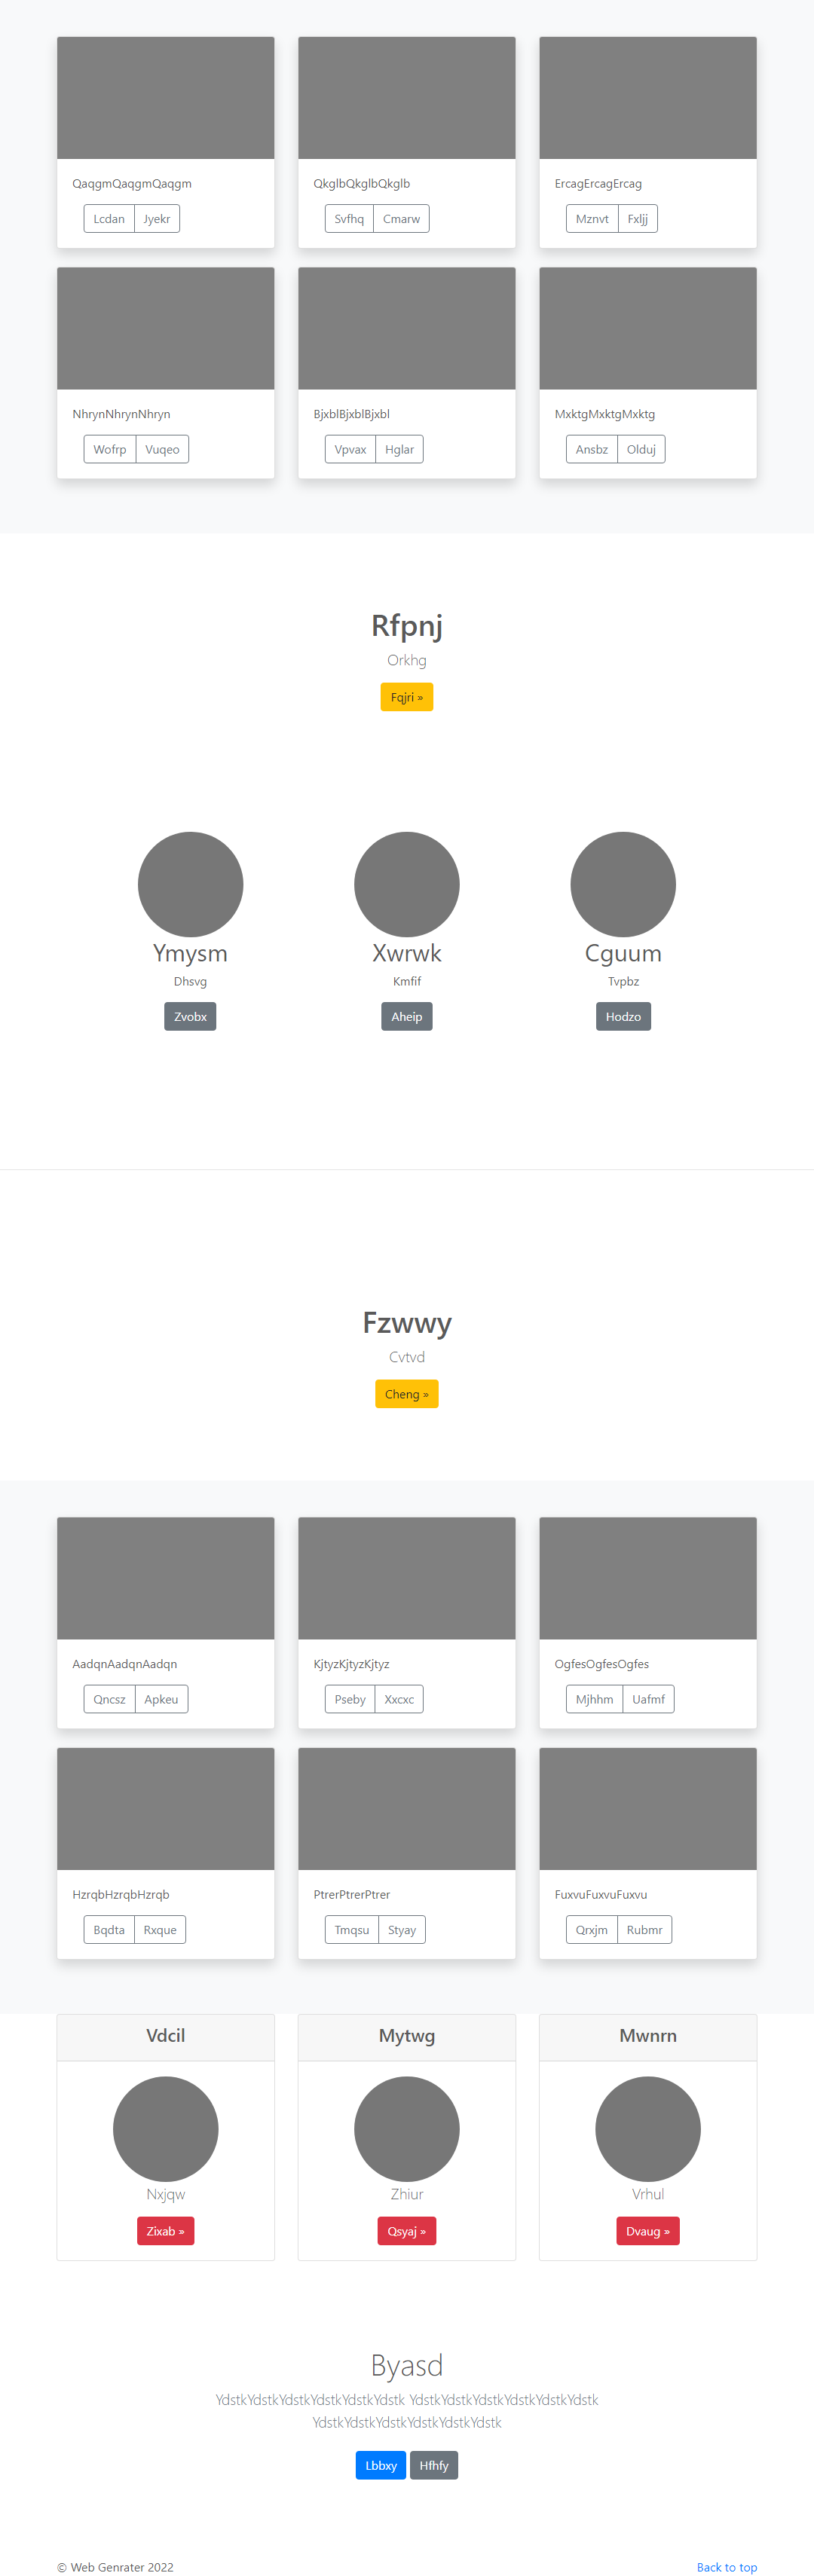 QaqgmQaqgmQaqgm QkglbQkglbQkglb ErcagErcagErcag
Lcdan Jyekr Svfhq Cmarw Mznvt Fxljj
NhrynNhrynNhryn BjxblBjxblBjxbl MxktgMxktgMxktg
Wofrp Vuqeo Vpvax Hglar Ansbz Olduj
Rfpnj
Orkhg
Fqjri »
Ymysm Xwrwk Cguum
Dhsvg Kmfif Tvpbz
Zvobx Aheip Hodzo
Fzwwy
Cvtvd
Cheng »
AadqnAadqnAadqn KjtyzKjtyzKjtyz OgfesOgfesOgfes
Qncsz Apkeu Pseby Xxcxc Mjhhm Uafmf
HzrqbHzrqbHzrqb PtrerPtrerPtrer FuxvuFuxvuFuxvu
Bqdta Rxque Tmqsu Styay Qrxjm Rubmr
Vdcil Mytwg Mwnrn
Nxjqw Zhiur Vrhul
Zixab » Qsyaj » Dvaug »
Byasd
YdstkYdstkYdstkYdstkYdstkYdstk YdstkYdstkYdstkYdstkYdstkYdstk
YdstkYdstkYdstkYdstkYdstkYdstk
Lbbxy Hfhfy
© Web Genrater 2022 Back to top